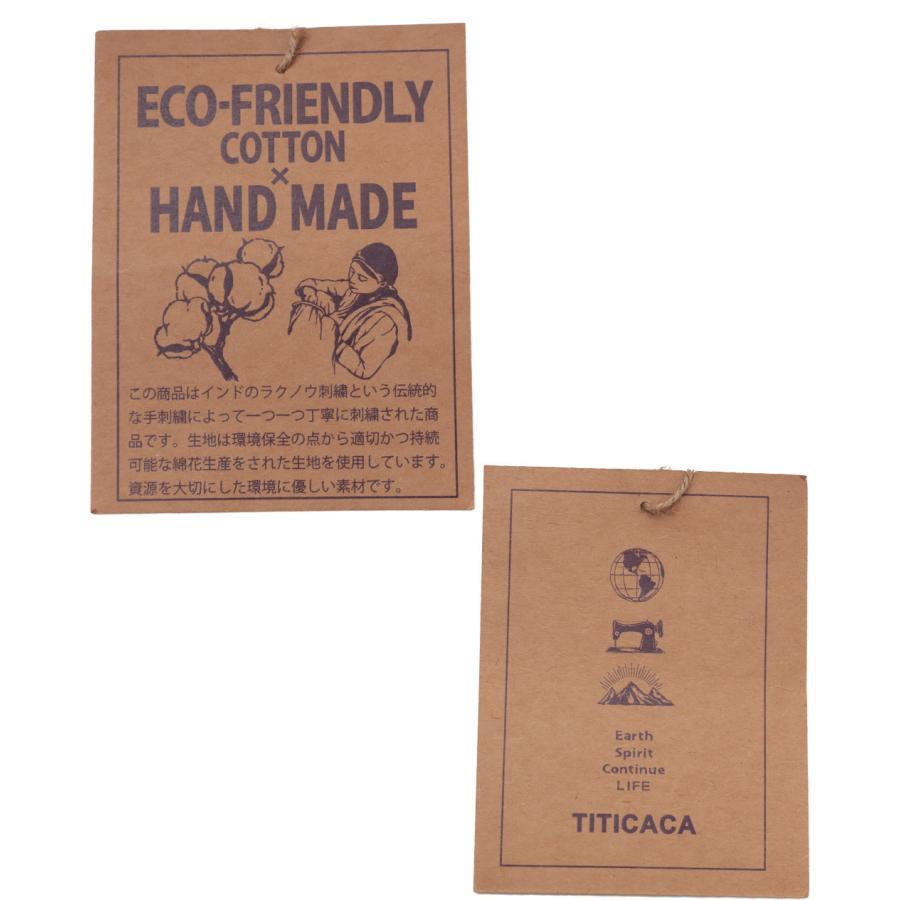 ECO-FRIENDLY
COTTON
×
HAND MADE
この商品はインドのラクノウ刺繍という伝統的
な手刺繍によって一つ一つ丁寧に刺繍された商
品です。生地は環境保全の点から適切かつ持続
可能な綿花生産をされた生地を使用しています。
資源を大切にした環境に優しい素材です。
Earth
Spirit
Continue
LIFE
TITICACA